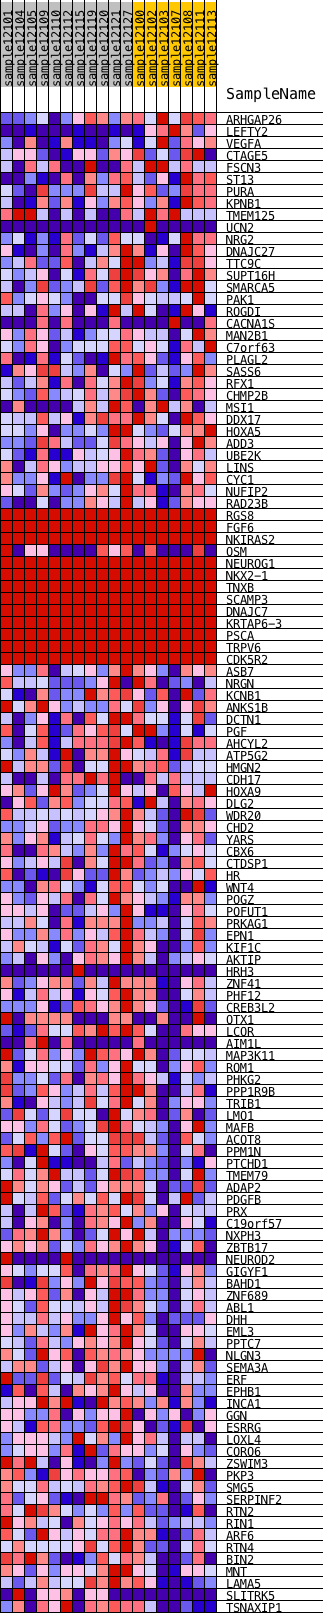 sample12101
sample12104
sample12105
sample12109
sample12110
sample12112
sample12115
sample12119
sample12120
sample12121
sample12100
sample12102
sample12103
sample12107
sample12108
sample12111
sample12113
SampleName
ARHGAP26
LEFTY2
VEGFA
CTAGE5
FSCN3
ST13
PURA
KPNB1
TMEM125
UCN2
NRG2
DNAJC27
TTC9C
SUPT16H
SMARCA5
PAK1
ROGDI
CACNA1S
MAN2B1
C7orf63
PLAGL2
SASS6
RFX1
CHMP2B
MSI1
DDX17
HOXA5
ADD3
UBE2K
LINS
CYC1
NUFIP2
RAD23B
RGS8
FGF6
NKIRAS2
OSM
NEUROG1
NKX2-1
TNXB
SCAMP3
DNAJC7
KRTAP6-3
PSCA
TRPV6
CDK5R2
ASB7
NRGN
KCNB1
ANKS1B
DCTN1
PGF
AHCYL2
ATP5G2
HMGN2
CDH17
HOXA9
DLG2
WDR20
CHD2
YARS
CBX6
CTDSP1
HR
WNT4
POGZ
POFUT1
PRKAG1
EPN1
KIF1C
AKTIP
HRH3
ZNF41
PHF12
CREB3L2
OTX1
LCOR
AIM1L
MAP3K11
ROM1
PHKG2
PPP1R9B
TRIB1
LMO1
MAFB
ACOT8
PPM1N
PTCHD1
TMEM79
ADAP2
PDGFB
PRX
C19orf57
NXPH3
ZBTB17
NEUROD2
GIGYF1
BAHD1
ZNF689
ABL1
DHH
EML3
PPTC7
NLGN3
SEMA3A
ERF
EPHB1
INCA1
GGN
ESRRG
LOXL4
CORO6
ZSWIM3
PKP3
SMG5
SERPINF2
RTN2
RIN1
ARF6
RTN4
BIN2
MNT
LAMA5
SLITRK5
TSNAXIP1